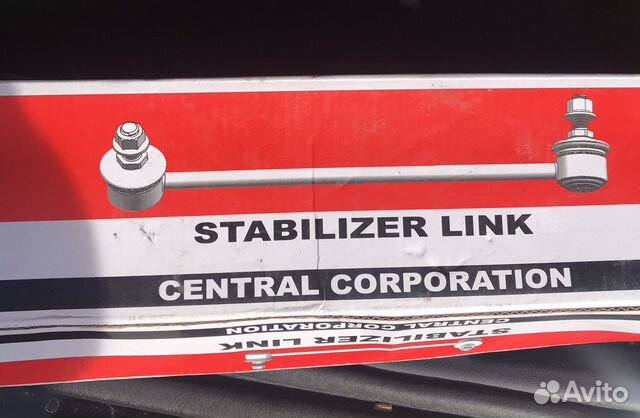 STABILIZER LINK
CENTRAL CORPORATION
CENTRAL CORPORATION
STABILIZER LINK
Avito